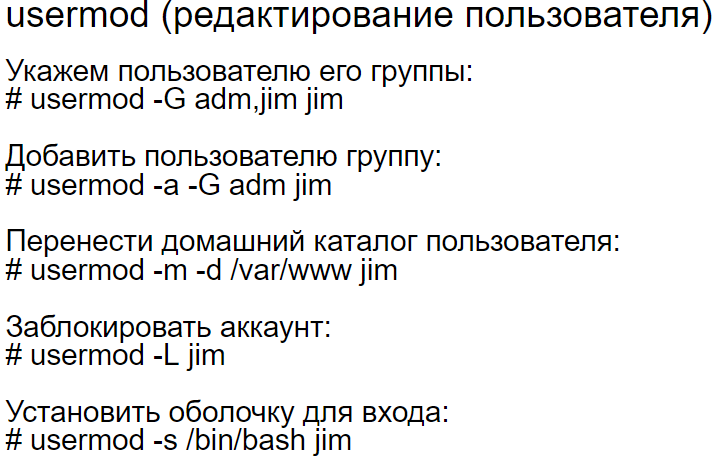 usermod (редактирование пользователя)
Укажем пользователю его группы:
# usermod -G adm,jim jim
Добавить пользователю группу:
# usermod -a -G adm jim
Перенести домашний каталог пользователя:
# usermod -m -d /var/www jim
Заблокировать аккаунт:
# usermod -L jim
Установить оболочку для входа:
# usermod -s /bin/bash jim